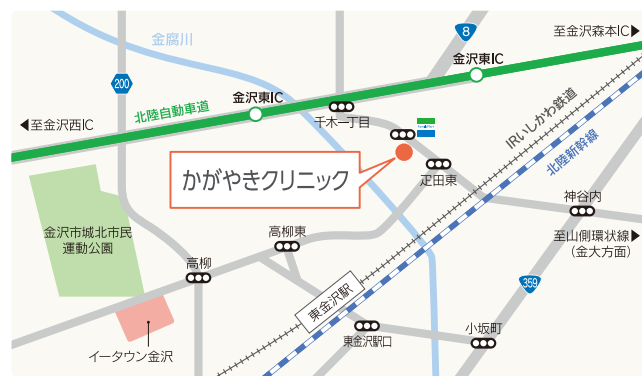 8
至金沢森本IC▶
金沢東IC
金腐川
200
金沢東IC
北陸自動車道
千木一丁目
◀至金沢西IC
IRいしかわ鉄道
北陸新幹線
かがやきクリニック
疋田東
神谷内
金沢市城北市民
運動公園
高柳東
至山側環状線▶
(金大方面)
高柳
359
東金沢駅
東金沢駅口
小坂町
イータウン金沢